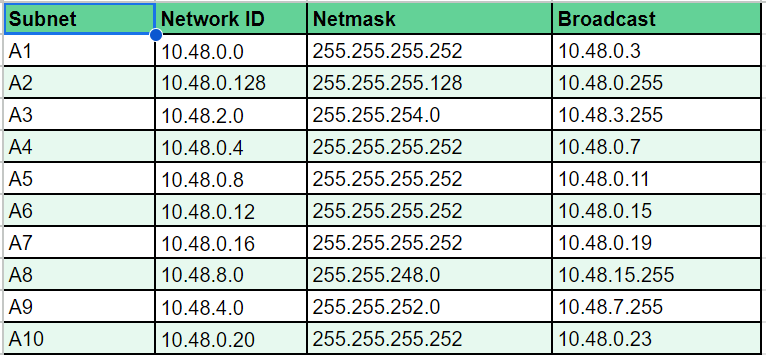 Subnet Network ID Netmask Broadcast
A1 10.48.0.0 255.255.255.252 10.48.0.3
A2 10.48.0.128 255.255.255.128 10.48.0.255
A3 10.48.2.0 255.255.254.0 10.48.3.255
A4 10.48.0.4 255.255.255.252 10.48.0.7
A5 10.48.0.8 255.255.255.252 10.48.0.11
A6 10.48.0.12 255.255.255.252 10.48.0.15
A7 10.48.0.16 255.255.255.252 10.48.0.19
A8 10.48.8.0 255.255.248.0 10.48.15.255
A9 10.48.4.0 255.255.252.0 10.48.7.255
A10 10.48.0.20 255.255.255.252 10.48.0.23